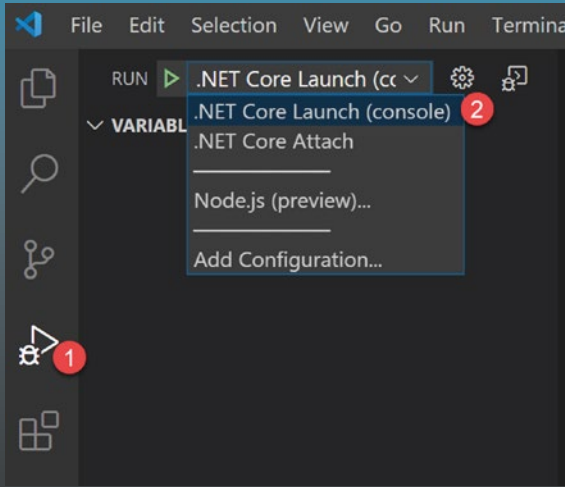 File Edit Selection View Go Run Termina
RUN .NET Core Launch (cc
.NET Core Launch (console) 2
VARIABL
.NET Core Attach
Node.js (preview)...
Add Configuration...
1